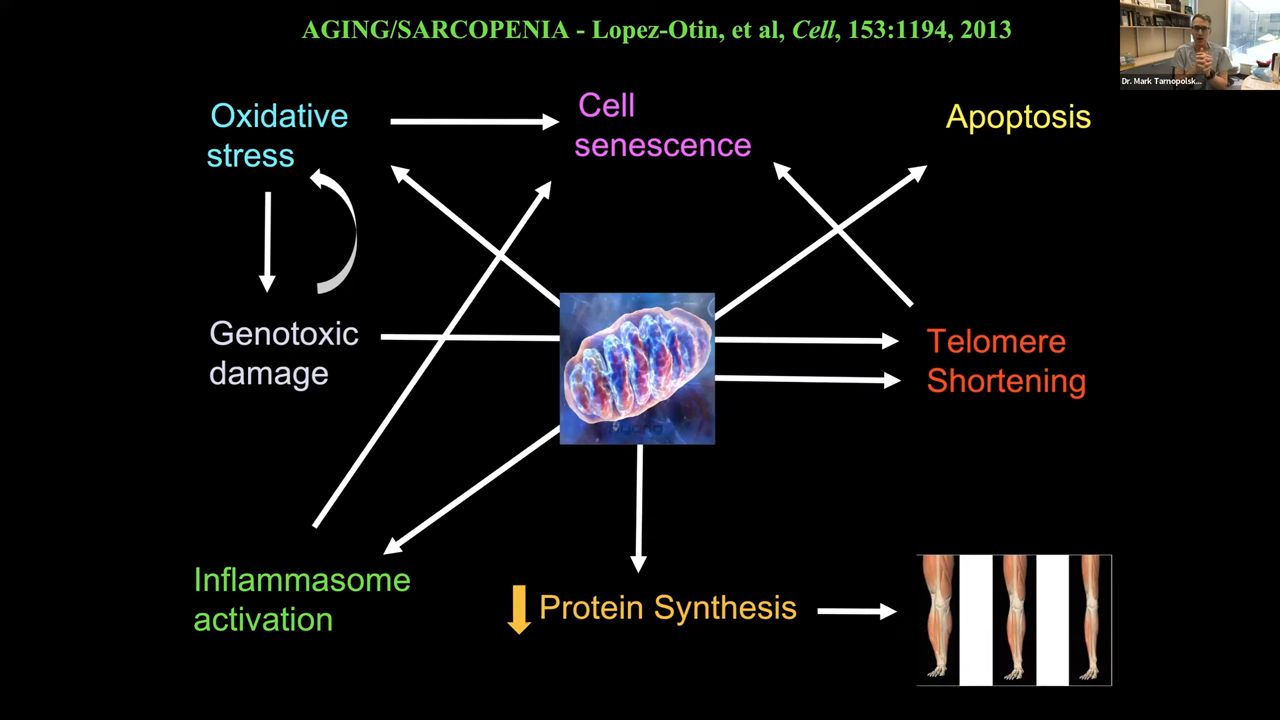 AGING/SARCOPENIA - Lopez-Otin, et al, Cell, 153:1194, 2013
Dr. Mark Tarnopolsk...
Oxidative
stress
Cell
senescence
Apoptosis
Genotoxic
damage
Telomere
Shortening
Inflammasome
activation
Protein Synthesis